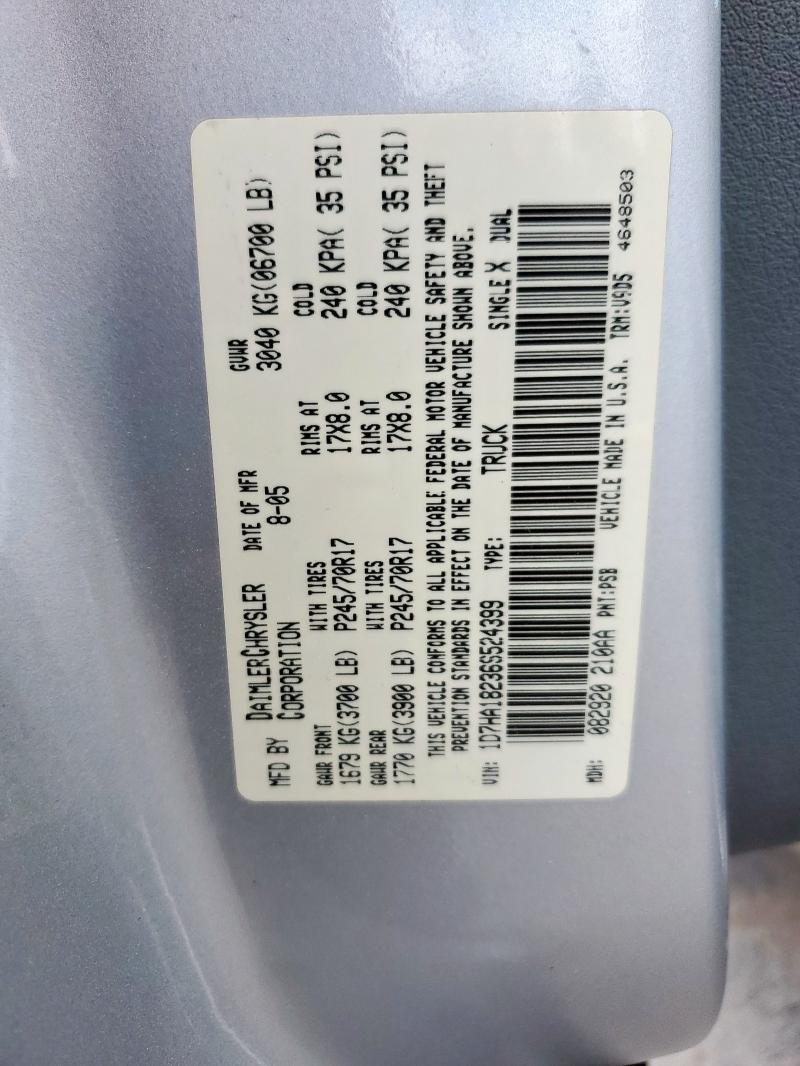 MFD BY DAIMLERCHRYSLER CORPORATION
DATE OF MFR 8-05
GVWR 3040 KG(06700 LB)
GAWR FRONT WITH TIRES RIMS AT COLD
1679 KG(3700 LB) P245/70R17 17X8.0 240 KPA( 35 PSI)
GAWR REAR WITH TIRES RIMS AT COLD
1770 KG(3900 LB) P245/70R17 17X8.0 240 KPA( 35 PSI)
THIS VEHICLE CONFORMS TO ALL APPLICABLE FEDERAL MOTOR VEHICLE SAFETY AND THEFT
PREVENTION STANDARDS IN EFFECT ON THE DATE OF MANUFACTURE SHOWN ABOVE.
VIN: 1D7HA18236S524399 TYPE: TRUCK SINGLE X DUAL
MDH: 082920 210AA PNT:PSB VEHICLE MADE IN U.S.A. TRM:V9D5 4648503